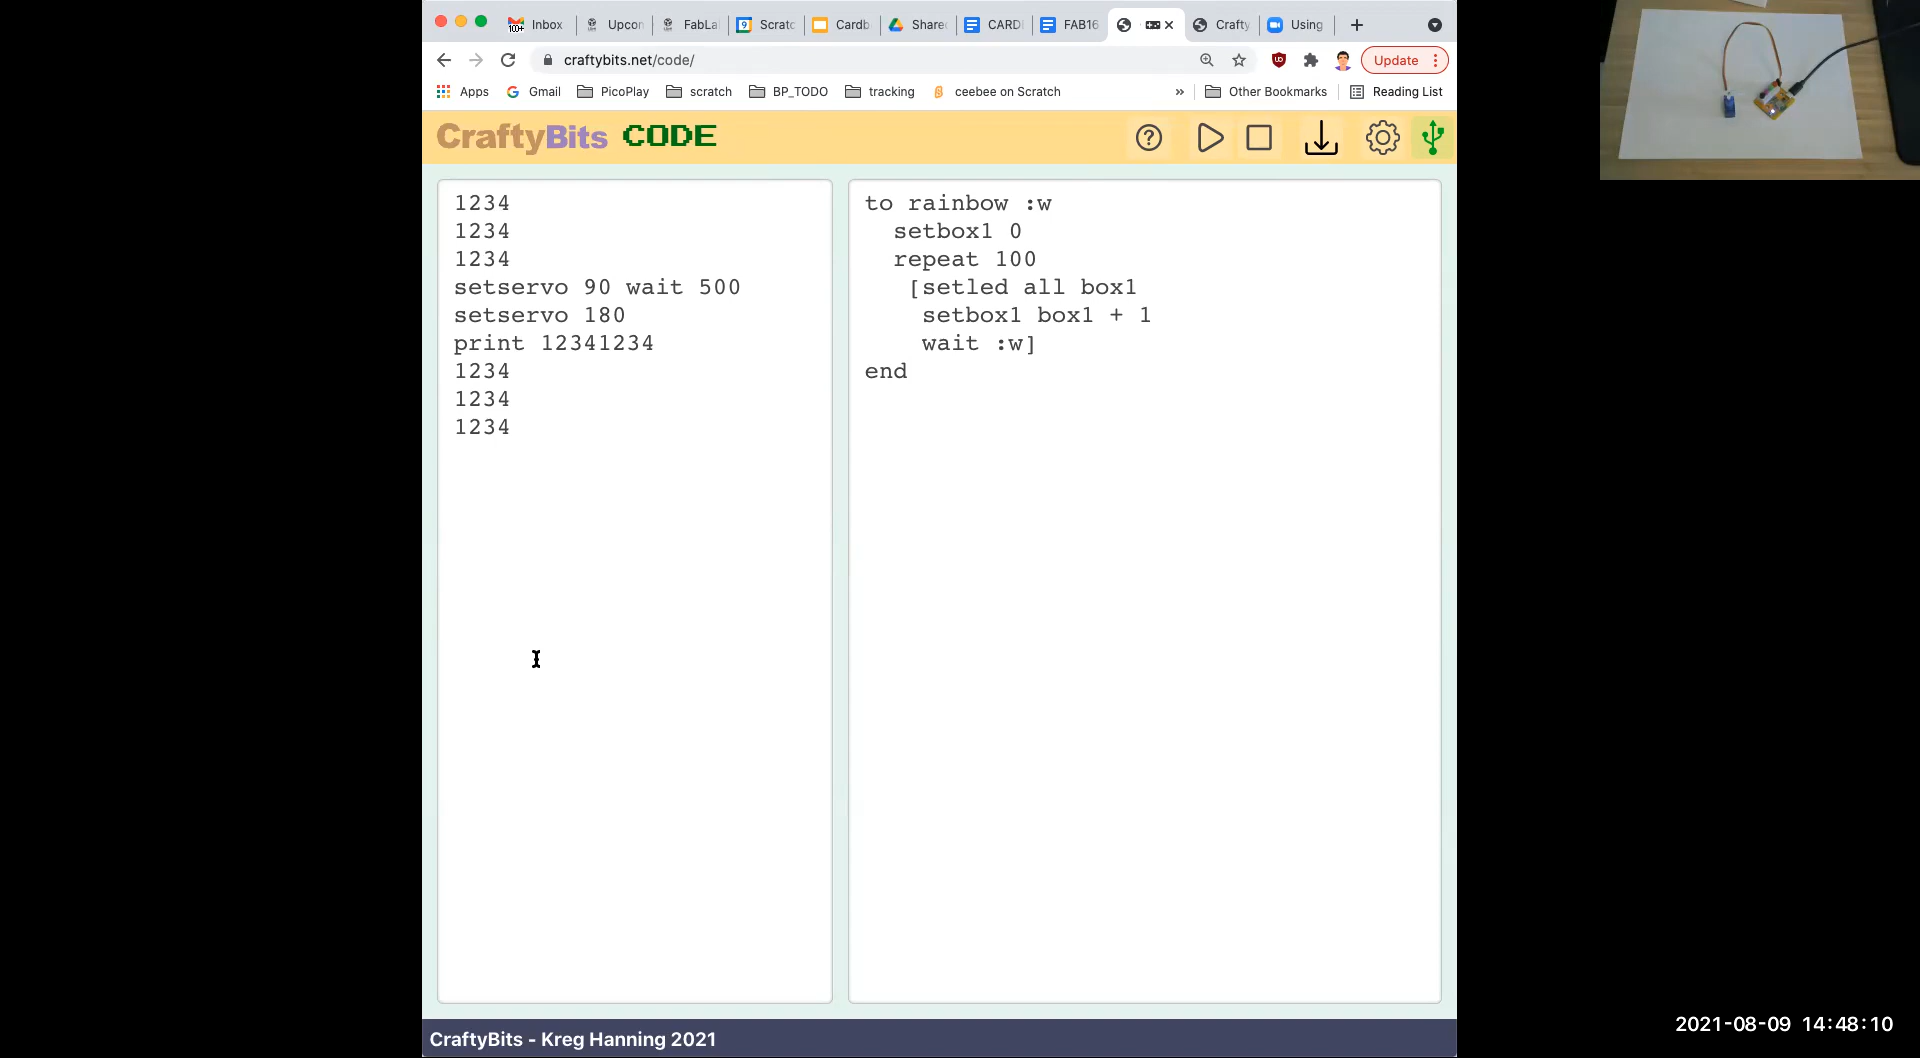 Inbox
Upcon
FabLa
Scratc
Cardb
Share
CARD
FAB16
Crafty
Using
craftybits.net/code/
Update
Apps
Gmail
PicoPlay
scratch
BP_TODO
tracking
ceebee on Scratch
»
Other Bookmarks
Reading List
CraftyBits CODE
1234
1234
1234
setservo 90 wait 500
setservo 180
print 12341234
1234
1234
1234
to rainbow :w
setbox1 0
repeat 100
[setled all box1
setbox1 box1 + 1
wait :w]
end
CraftyBits - Kreg Hanning 2021
2021-08-09 14:48:10